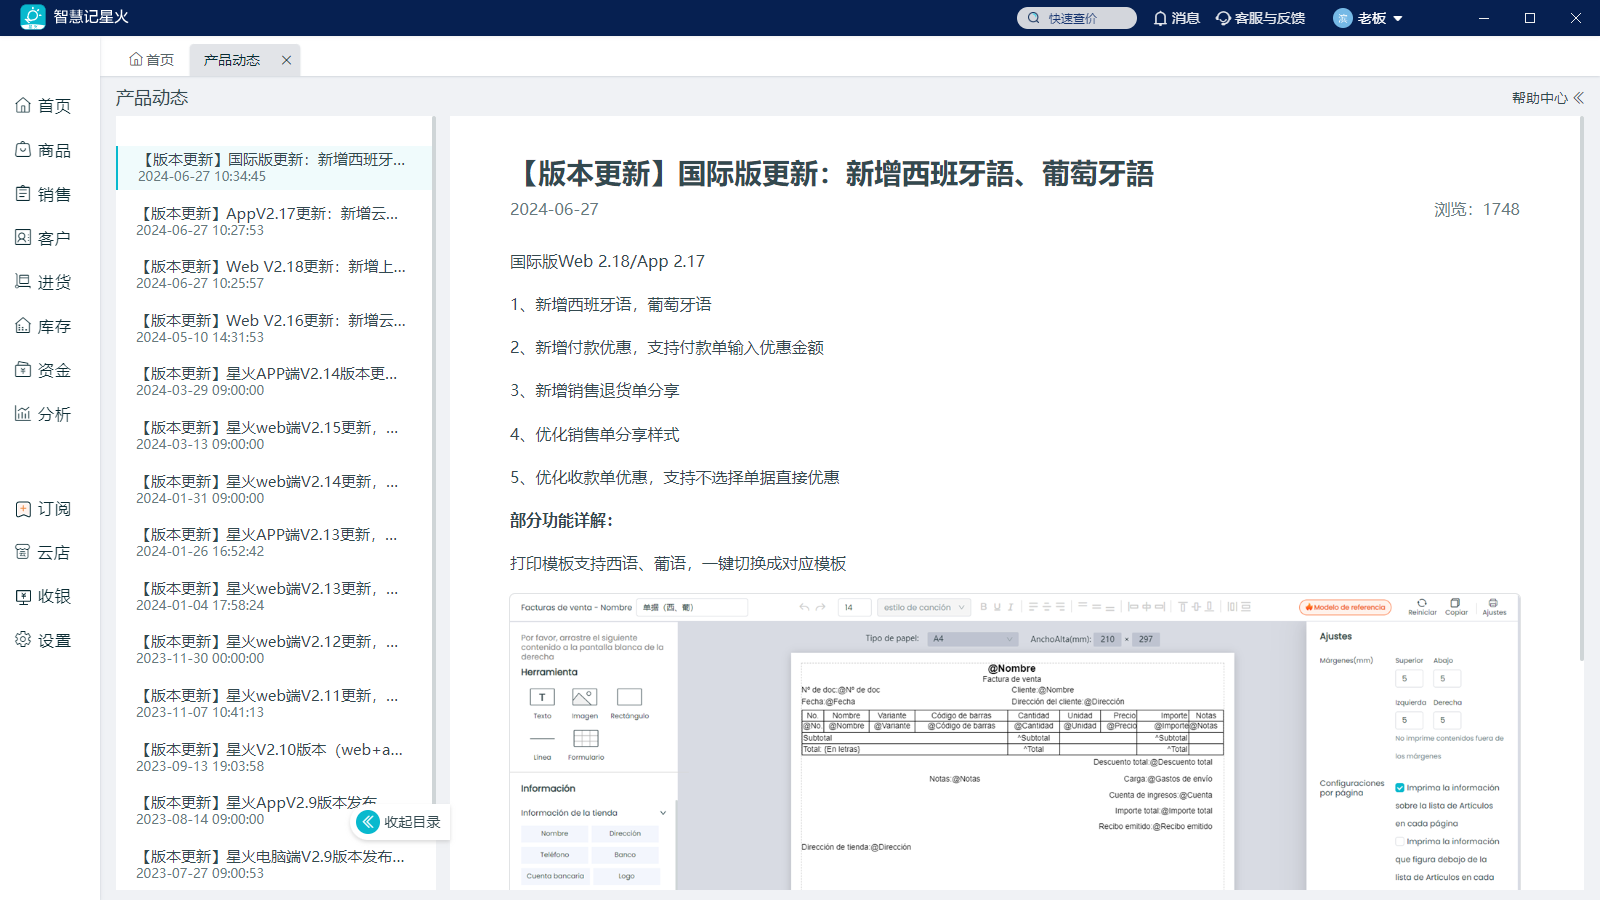 智慧记星火
快速查价
消息
客服与反馈
老板
首页
产品动态
产品动态
帮助中心
首页
商品
销售
客户
进货
库存
资金
分析
订阅
云店
收银
设置
【版本更新】国际版更新：新增西班牙...
2024-06-27 10:34:45
【版本更新】AppV2.17更新：新增云...
2024-06-27 10:27:53
【版本更新】Web V2.18更新：新增上...
2024-06-27 10:25:57
【版本更新】Web V2.16更新：新增云...
2024-05-10 14:31:53
【版本更新】星火APP端V2.14版本更...
2024-03-29 09:00:00
【版本更新】星火web端V2.15更新，...
2024-03-13 09:00:00
【版本更新】星火web端V2.14更新，...
2024-01-31 09:00:00
【版本更新】星火APP端V2.13更新，...
2024-01-26 16:52:42
【版本更新】星火web端V2.13更新，...
2024-01-04 17:58:24
【版本更新】星火web端V2.12更新，...
2023-11-30 00:00:00
【版本更新】星火web端V2.11更新，...
2023-11-07 10:41:13
【版本更新】星火V2.10版本（web+a...
2023-09-13 19:03:58
【版本更新】星火AppV2.9版本发布
2023-08-14 09:00:00
【版本更新】星火电脑端V2.9版本发布...
2023-07-27 09:00:53
收起目录
【版本更新】国际版更新：新增西班牙語、葡萄牙語
2024-06-27
浏览：1748
国际版Web 2.18/App 2.17
1、新增西班牙语，葡萄牙语
2、新增付款优惠，支持付款单输入优惠金额
3、新增销售退货单分享
4、优化销售单分享样式
5、优化收款单优惠，支持不选择单据直接优惠
部分功能详解：
打印模板支持西语、葡语，一键切换成对应模板
Facturas de venta - Nombre
单据（西、葡）
14
estilo de canción
B U I
Modelo de referencia
Reiniciar
Copiar
Ajustes
Por favor, arrastre el siguiente
contenido a la pantalla blanca de la
derecha
Herramienta
Texto
Imagen
Rectángulo
Línea
Formulario
Información
Información de la tienda
Nombre
Dirección
Teléfono
Banco
Cuenta bancaria
Logo
Tipo de papel:
A4
AnchoAlta(mm):
210 × 297
@Nombre
Factura de venta
Nº de doc:@Nº de doc
Cliente:@Nombre
Fecha:@Fecha
Dirección del cliente:@Dirección
No. Nombre Variante Código de barras Cantidad Unidad Precio Importe Notas
@No. @Nombre @Variante @Código de barras @Cantidad @Unidad @Precio @Importe @Notas
Subtotal ^Subtotal ^Subtotal
Total: (En letras) ^Total ^Total
Descuento total:@Descuento total
Notas:@Notas
Carga:@Gastos de envío
Cuenta de ingresos:@Cuenta
Importe total:@Importe total
Recibo emitido:@Recibo emitido
Dirección de tienda:@Dirección
Ajustes
Márgenes(mm)
Superior
Abajo
5
5
Izquierda
Derecha
5
5
No imprime contenidos fuera de
los márgenes
Configuraciones
por página
Imprima la información
sobre la lista de Artículos
en cada página
Imprima la información
que figura debajo de la
lista de Artículos en cada